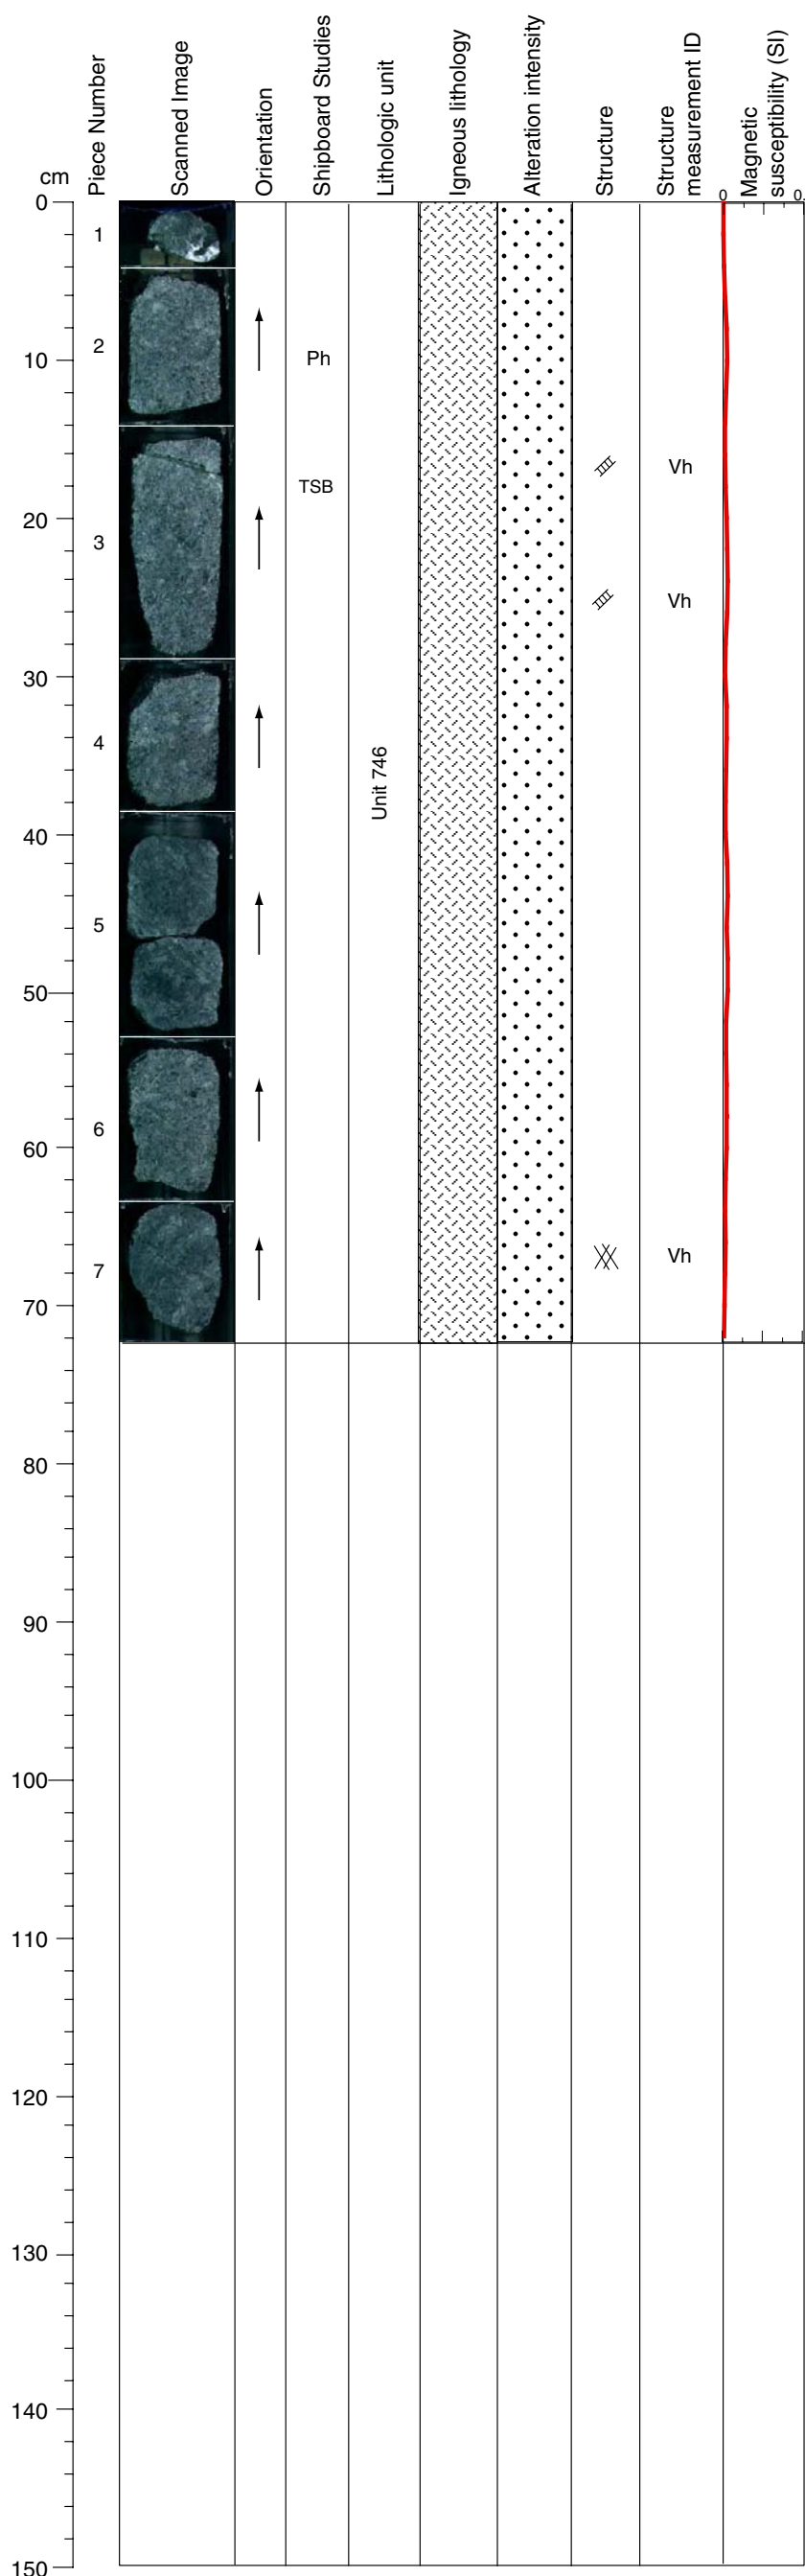 cm
Piece Number
Scanned Image
Orientation
Shipboard Studies
Lithologic unit
Igneous lithology
Alteration intensity
Structure
Structure
measurement ID
Magnetic
susceptibility (SI)
0 0.
0
1
2
10
Ph
Vh
TSB
20
3
Vh
30
4
Unit 746
40
5
50
6
60
7
Vh
70
80
90
100
110
120
130
140
150